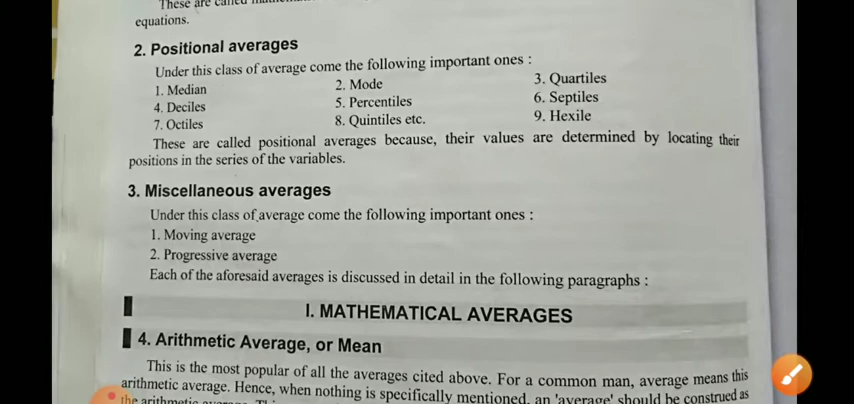 These are called
equations.
2. Positional averages
Under this class of average come the following important ones :
1. Median 2. Mode 3. Quartiles
4. Deciles 5. Percentiles 6. Septiles
7. Octiles 8. Quintiles etc. 9. Hexile
These are called positional averages because, their values are determined by locating their
positions in the series of the variables.
3. Miscellaneous averages
Under this class of average come the following important ones :
1. Moving average
2. Progressive average
Each of the aforesaid averages is discussed in detail in the following paragraphs :
I. MATHEMATICAL AVERAGES
4. Arithmetic Average, or Mean
This is the most popular of all the averages cited above. For a common man, average means this
arithmetic average. Hence, when nothing is specifically mentioned, an 'average' should be construed as
the arithmetic